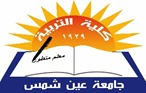 كلية التربية
١٩٢٩
معلم متطور
جامعة عين شمس